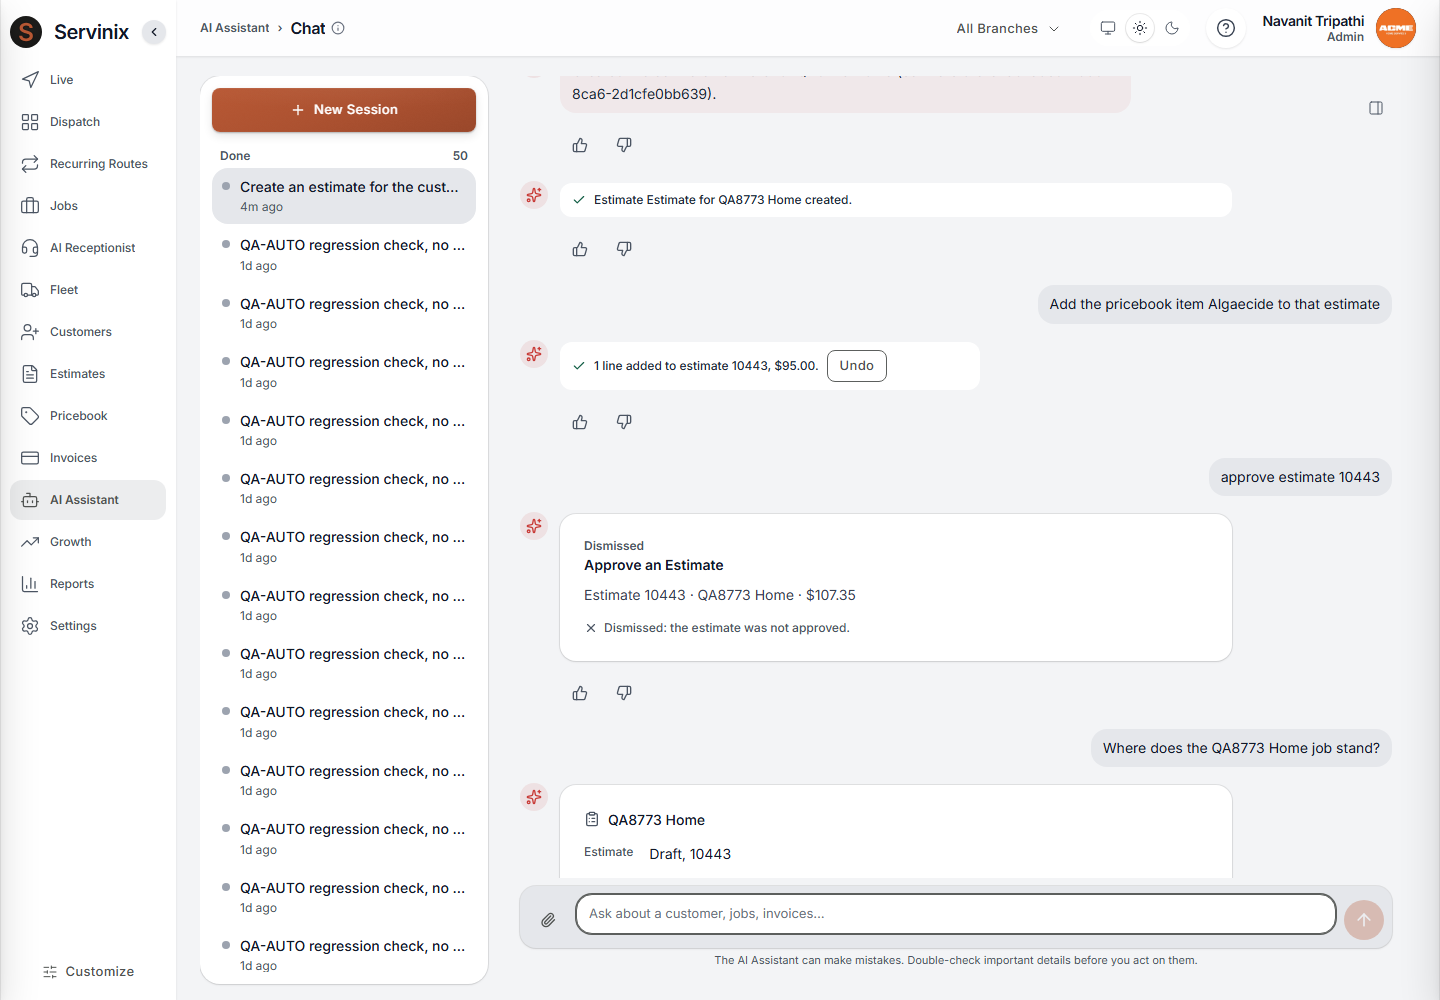 Servinix
Live
Dispatch
Recurring Routes
Jobs
AI Receptionist
Fleet
Customers
Estimates
Pricebook
Invoices
AI Assistant
Growth
Reports
Settings
Customize
AI Assistant › Chat
All Branches
Navanit Tripathi
Admin
ACME
+ New Session
Done 50
Create an estimate for the cust...
4m ago
QA-AUTO regression check, no ...
1d ago
QA-AUTO regression check, no ...
1d ago
QA-AUTO regression check, no ...
1d ago
QA-AUTO regression check, no ...
1d ago
QA-AUTO regression check, no ...
1d ago
QA-AUTO regression check, no ...
1d ago
QA-AUTO regression check, no ...
1d ago
QA-AUTO regression check, no ...
1d ago
QA-AUTO regression check, no ...
1d ago
QA-AUTO regression check, no ...
1d ago
QA-AUTO regression check, no ...
1d ago
QA-AUTO regression check, no ...
1d ago
QA-AUTO regression check, no ...
1d ago
8ca6-2d1cfe0bb639).
Estimate Estimate for QA8773 Home created.
Add the pricebook item Algaecide to that estimate
1 line added to estimate 10443, $95.00. Undo
approve estimate 10443
Dismissed
Approve an Estimate
Estimate 10443 · QA8773 Home · $107.35
Dismissed: the estimate was not approved.
Where does the QA8773 Home job stand?
QA8773 Home
Estimate Draft, 10443
Ask about a customer, jobs, invoices...
The AI Assistant can make mistakes. Double-check important details before you act on them.